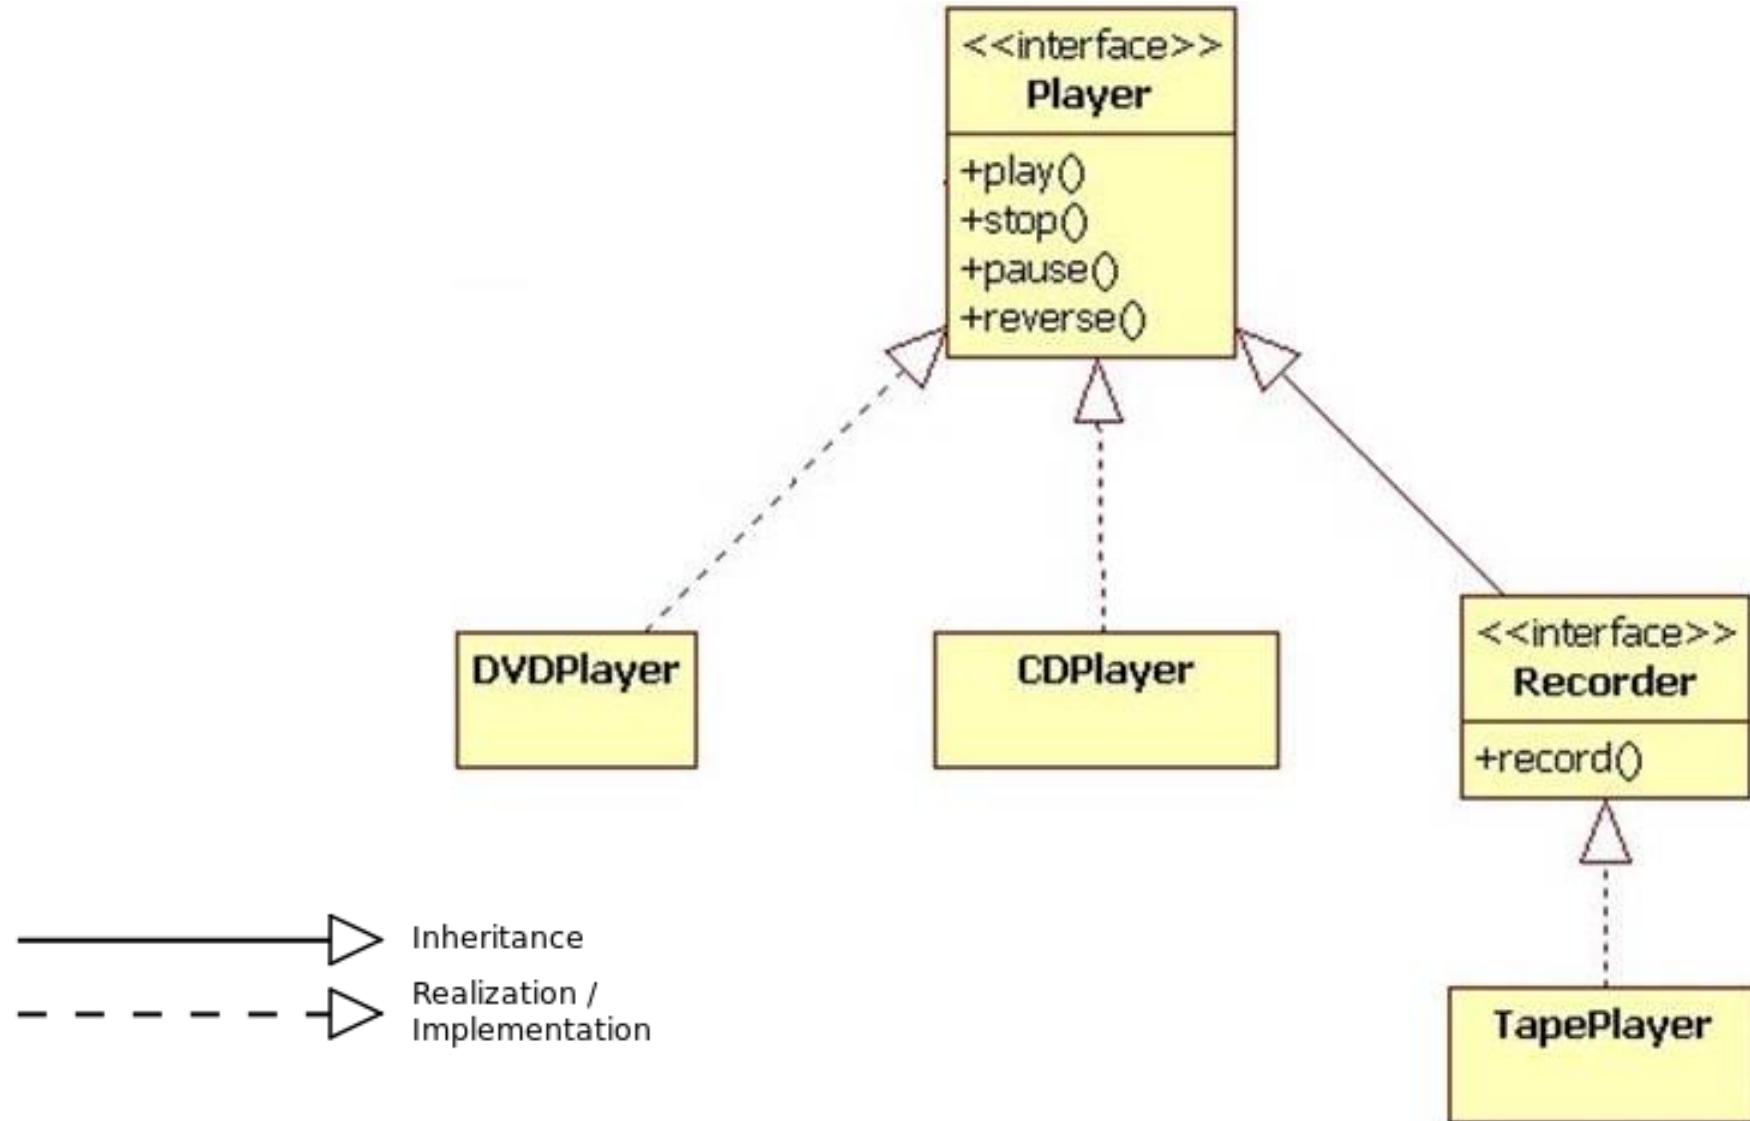 <<interface>>
Player
+play()
+stop()
+pause()
+reverse()
DVDPlayer
CDPlayer
<<interface>>
Recorder
+record()
TapePlayer
Inheritance
Realization /
Implementation